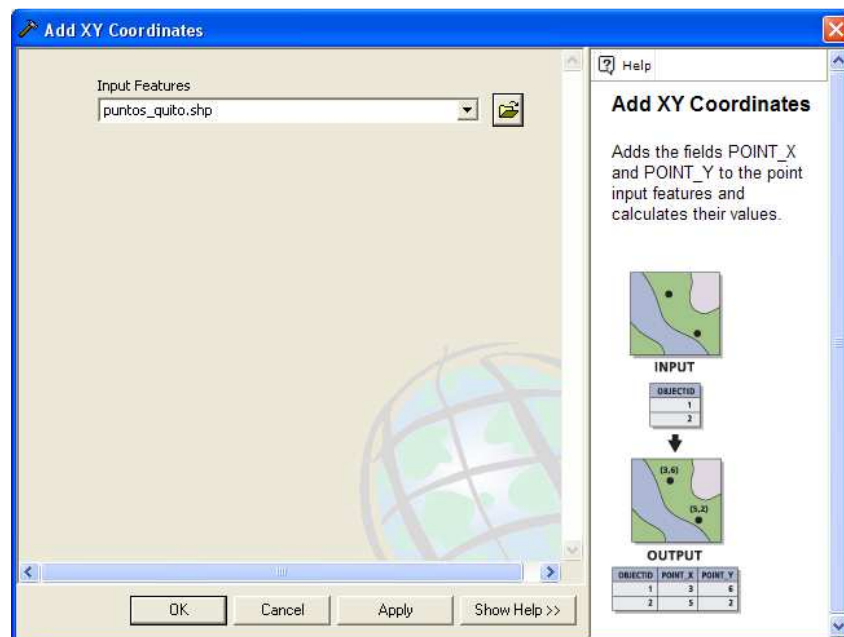 Add XY Coordinates
Input Features
puntos_quito.shp
OK
Cancel
Apply
Show Help >>
Help
Add XY Coordinates
Adds the fields POINT_X
and POINT_Y to the point
input features and
calculates their values.
INPUT
OBJECTID
1
2
(3,6)
(5,2)
OUTPUT
OBJECTID POINT_X POINT_Y
1 3 6
2 5 2